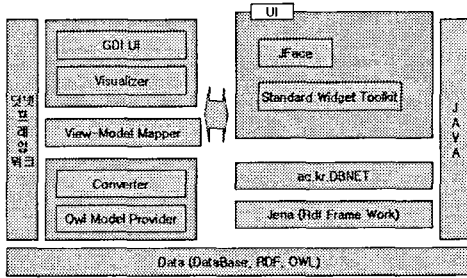 UI
GDI UI
Visualizer
JFace
Standard Widget Toolkit
닷넷프레임워크
View-Model Mapper
JAVA
Converter
Owl Model Provider
ac.kr.DBNET
Jena (Rdf Frame Work)
Data (DataBase, RDF, OWL)